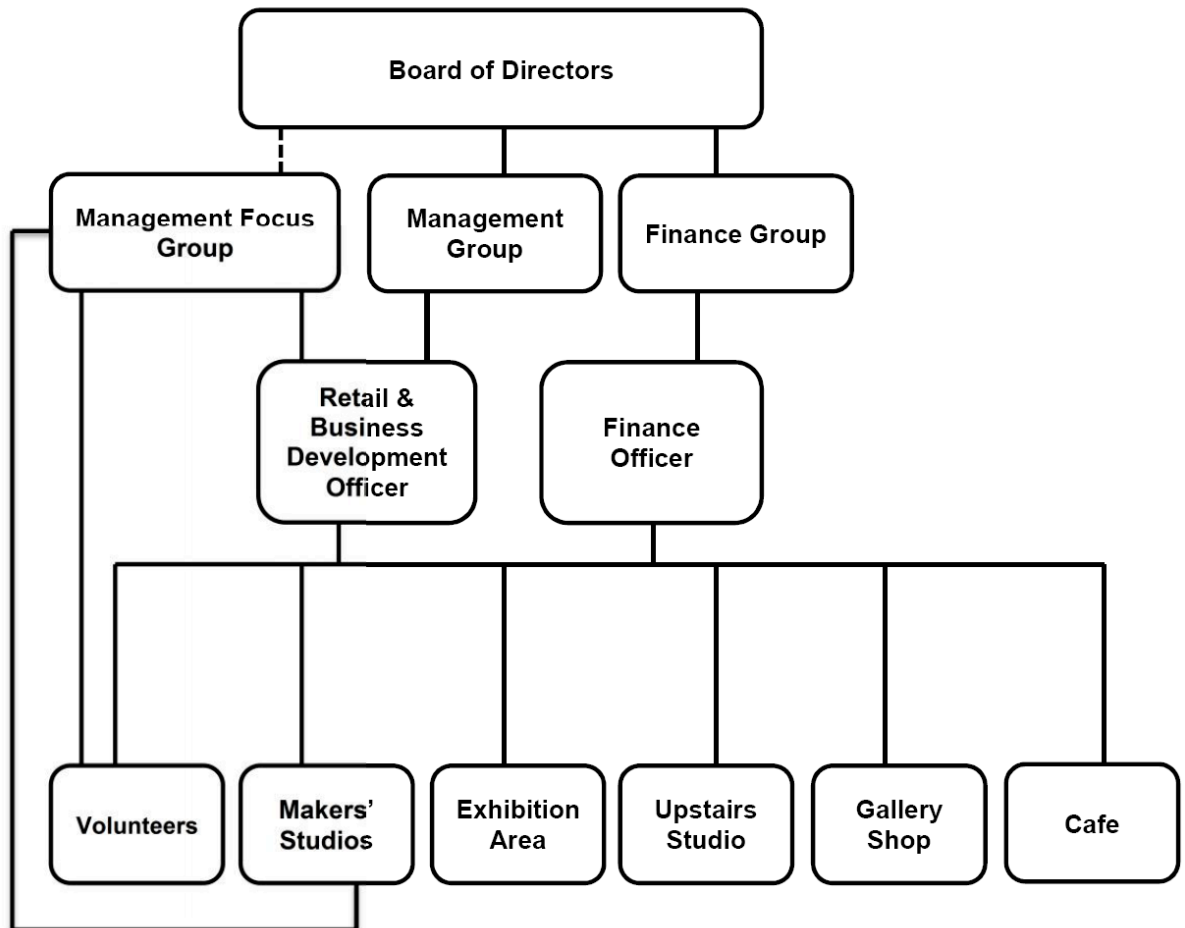 Board of Directors
Management Focus
Group
Management
Group
Finance Group
Retail &
Business
Development
Officer
Finance
Officer
Volunteers
Makers’
Studios
Exhibition
Area
Upstairs
Studio
Gallery
Shop
Cafe